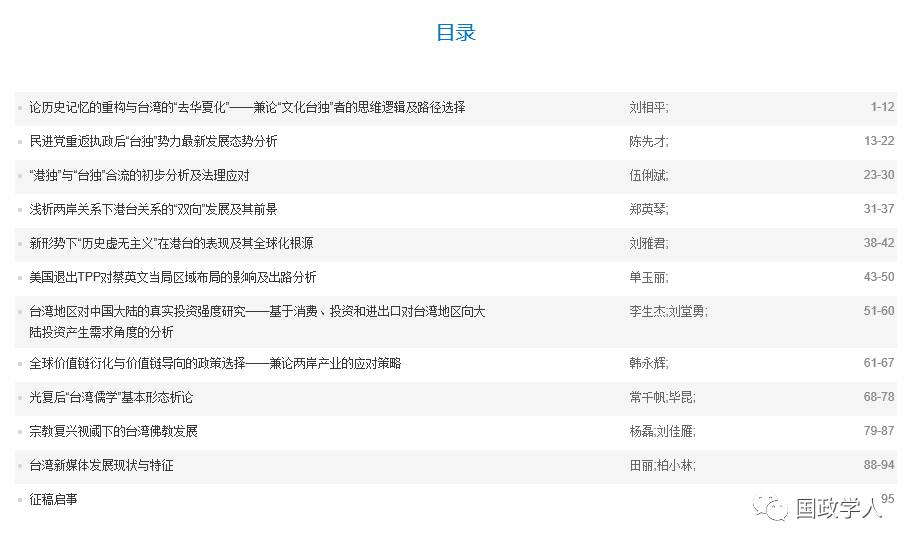 目录
论历史记忆的重构与台湾的“去华夏化”——兼论“文化台独”者的思维逻辑及路径选择 刘相平; 1-12
民进党重返执政后“台独”势力最新发展态势分析 陈先才; 13-22
“港独”与“台独”合流的初步分析及法理应对 伍俐斌; 23-30
浅析两岸关系下港台关系的“双向”发展及其前景 郑英琴; 31-37
新形势下“历史虚无主义”在港台的表现及其全球化根源 刘雅君; 38-42
美国退出TPP对蔡英文当局区域布局的影响及出路分析 单玉丽; 43-50
台湾地区对中国大陆的真实投资强度研究——基于消费、投资和进出口对台湾地区向大 李生杰;刘堂勇; 51-60
陆投资产生需求角度的分析
全球价值链衍化与价值链导向的政策选择——兼论两岸产业的应对策略 韩永辉; 61-67
光复后“台湾儒学”基本形态析论 常千帆;毕昆; 68-78
宗教复兴视阈下的台湾佛教发展 杨磊;刘佳雁; 79-87
台湾新媒体发展现状与特征 田丽;柏小林; 88-94
征稿启事 95
国政学人